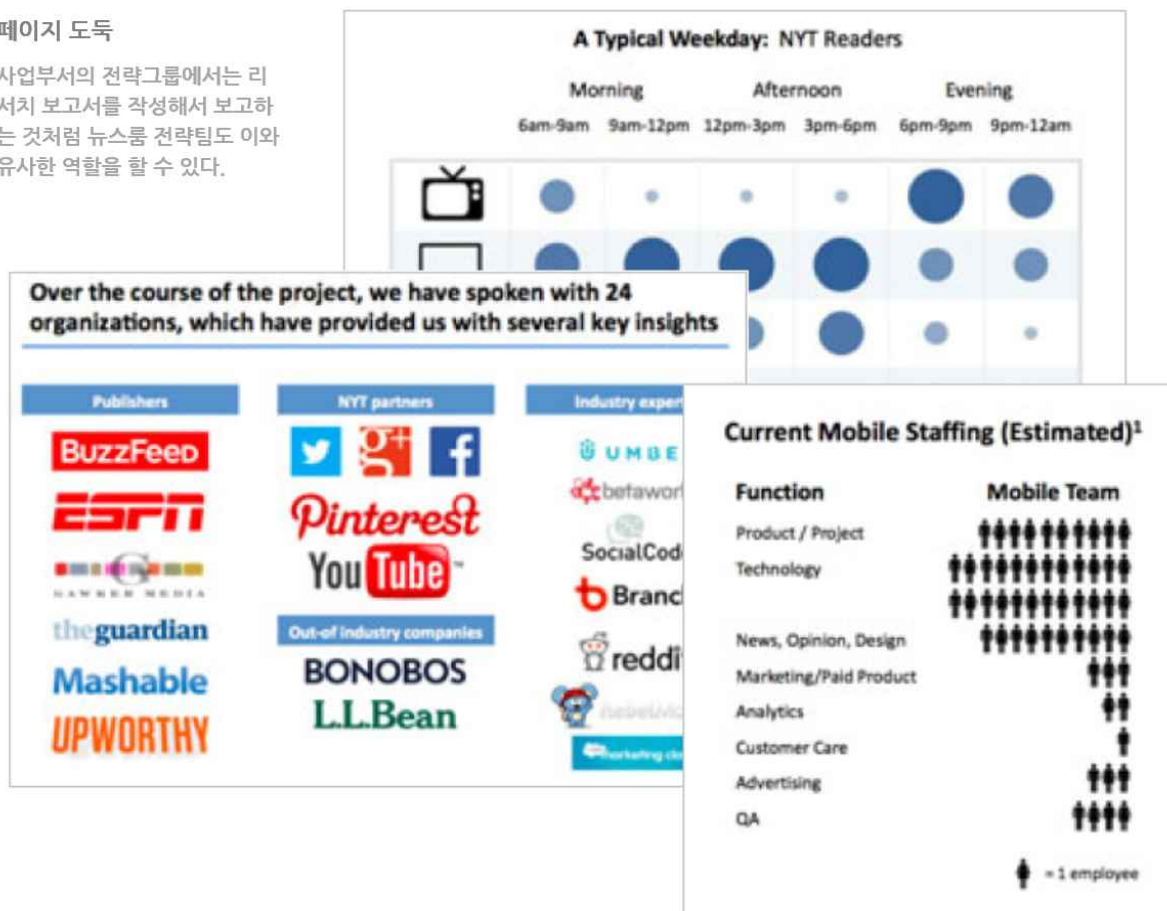 페이지 도둑
사업부서의 전략그룹에서는 리
서치 보고서를 작성해서 보고하
는 것처럼 뉴스룸 전략팀도 이와
유사한 역할을 할 수 있다.
A Typical Weekday: NYT Readers
Morning Afternoon Evening
6am-9am 9am-12pm 12pm-3pm 3pm-6pm 6pm-9pm 9pm-12am
Over the course of the project, we have spoken with 24
organizations, which have provided us with several key insights
Publishers
BuzzFeed
ESPN
GAWKER MEDIA
theguardian
Mashable
UPWORTHY
NYT partners
g+
Pinterest
YouTube
Out-of industry companies
BONOBOS
L.L.Bean
Industry exper
UMBE
betawor
SocialCod
Branc
reddi
Current Mobile Staffing (Estimated)¹
Function Mobile Team
Product / Project
Technology
News, Opinion, Design
Marketing/Paid Product
Analytics
Customer Care
Advertising
QA
= 1 employee